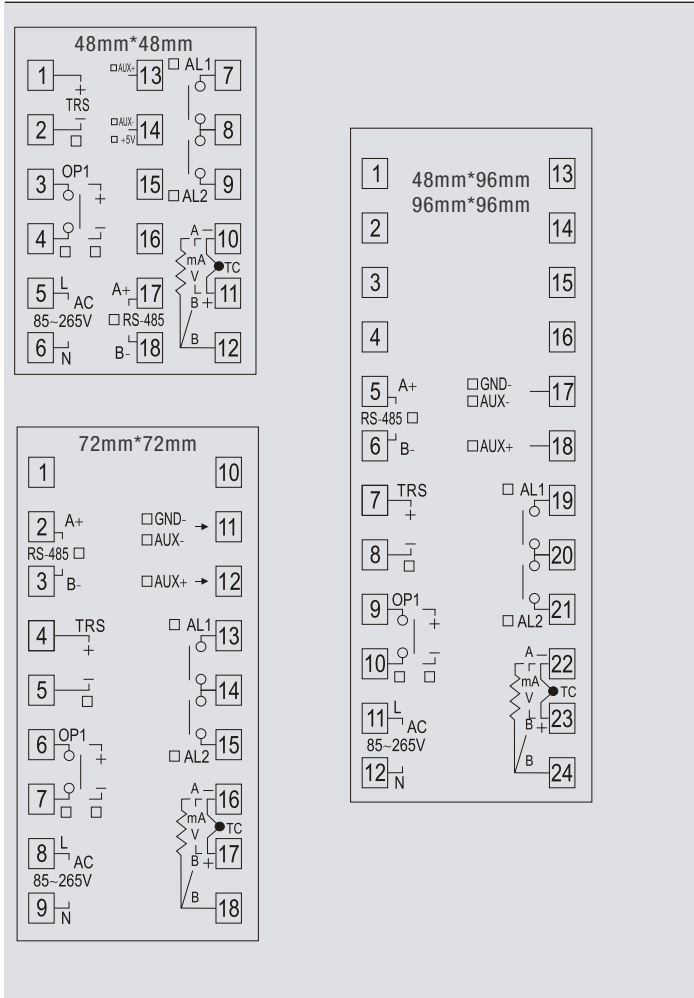 48mm*48mm
1 + □AUX+ 13 □ AL1 7
TRS
2 − □ □AUX- □ +5V 14 8
3 OP1 + 15 □ AL2 9
4 □ − □ 16 A − 10
mA TC
V
5 L AC A+ 17 B + 11
85~265V □ RS-485
6 N B- 18 B 12
72mm*72mm
1 10
2 A+ □GND- □AUX- → 11
RS-485 □
3 B- □AUX+ → 12
4 TRS + □ AL1 13
5 − □ 14
6 OP1 + □ AL2 15
7 □ − □ A − 16
mA TC
V
8 L AC B + 17
85~265V
9 N B 18
48mm*96mm
96mm*96mm
1 13
2 14
3 15
4 16
5 A+ □GND- □AUX- 17
RS-485 □
6 B- □AUX+ 18
7 TRS + □ AL1 19
8 − □ 20
9 OP1 + □ AL2 21
10 □ − □ A − 22
mA TC
V
11 L AC B + 23
85~265V
12 N B 24